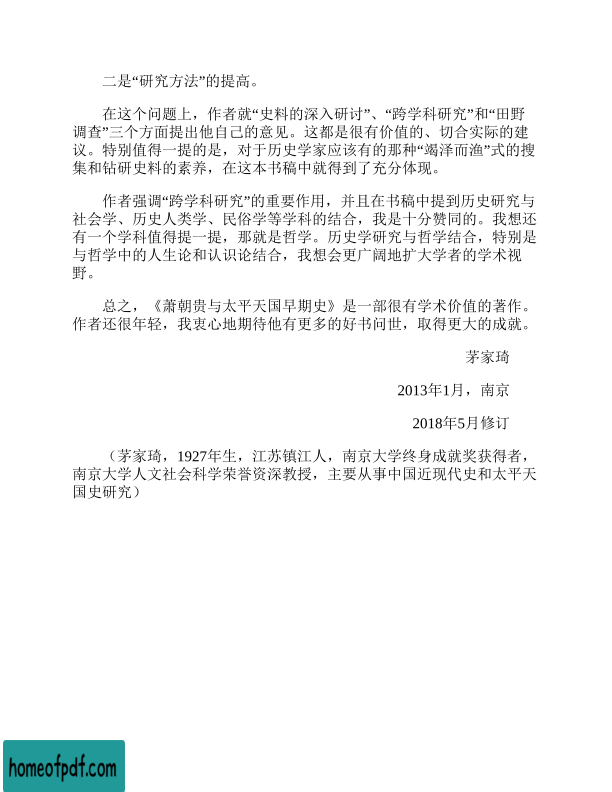 二是“研究方法”的提高。
在这个问题上，作者就“史料的深入研讨”、“跨学科研究”和“田野
调查”三个方面提出他自己的意见。这都是很有价值的、切合实际的建
议。特别值得一提的是，对于历史学家应该有的那种“竭泽而渔”式的搜
集和钻研史料的素养，在这本书稿中就得到了充分体现。
作者强调“跨学科研究”的重要作用，并且在书稿中提到历史研究与
社会学、历史人类学、民俗学等学科的结合，我是十分赞同的。我想还
有一个学科值得提一提，那就是哲学。历史学研究与哲学结合，特别是
与哲学中的人生论和认识论结合，我想会更广阔地扩大学者的学术视
野。
总之，《萧朝贵与太平天国早期史》是一部很有学术价值的著作。
作者还很年轻，我衷心地期待他有更多的好书问世，取得更大的成就。
茅家琦
2013年1月，南京
2018年5月修订
（茅家琦，1927年生，江苏镇江人，南京大学终身成就奖获得者，
南京大学人文社会科学荣誉资深教授，主要从事中国近现代史和太平天
国史研究）
homeofpdf.com